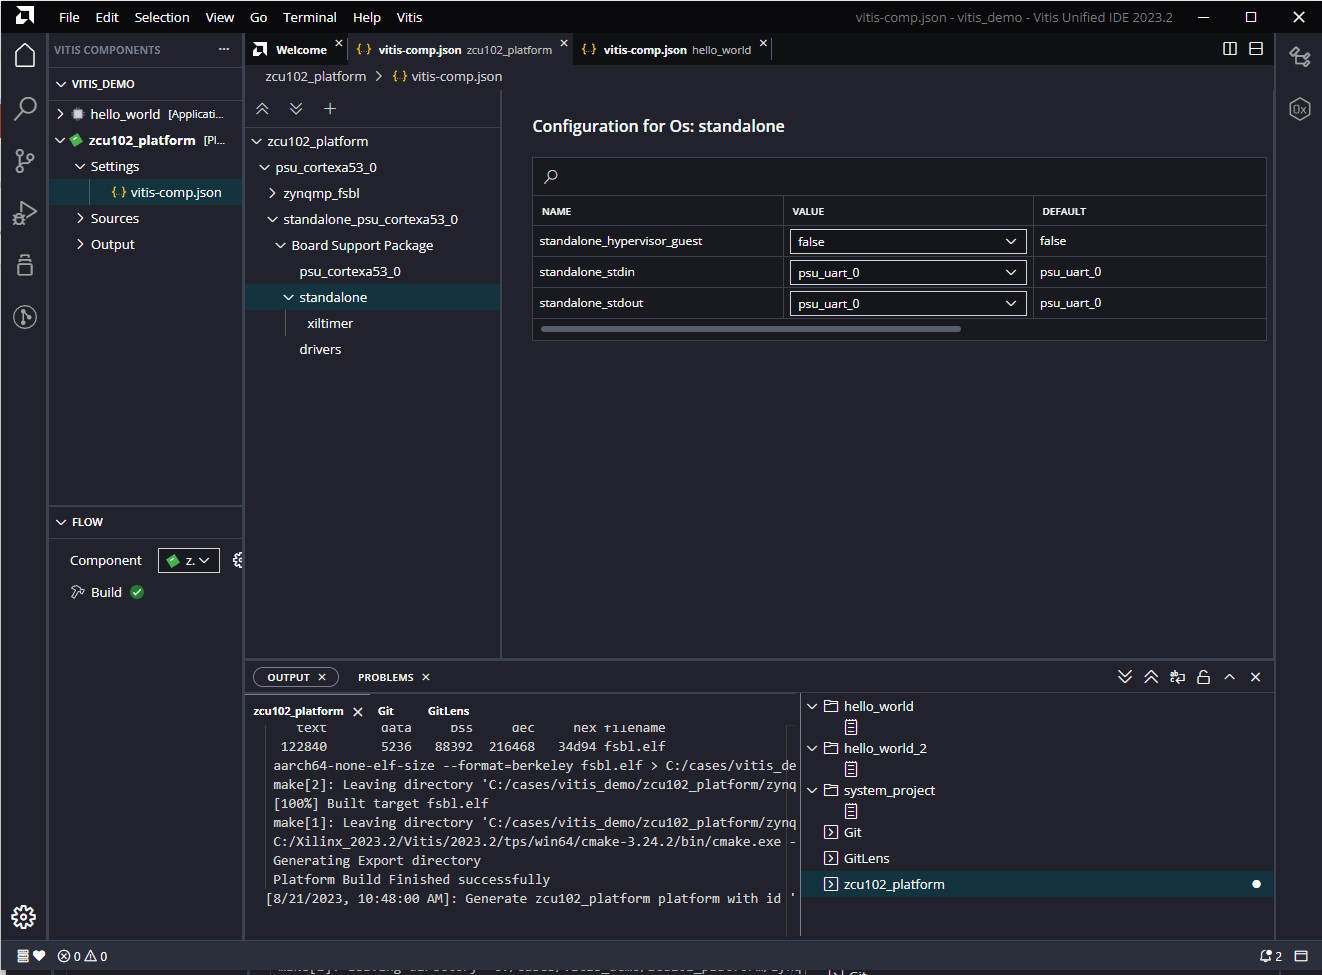 File Edit Selection View Go Terminal Help Vitis
vitis-comp.json - vitis_demo - Vitis Unified IDE 2023.2
VITIS COMPONENTS ...
VITIS_DEMO
hello_world [Applicati...
zcu102_platform [Pl...
Settings
{} vitis-comp.json
Sources
Output
FLOW
Component z.
Build
Welcome
{} vitis-comp.json zcu102_platform
{} vitis-comp.json hello_world
zcu102_platform > {} vitis-comp.json
zcu102_platform
psu_cortexa53_0
zynqmp_fsbl
standalone_psu_cortexa53_0
Board Support Package
psu_cortexa53_0
standalone
xiltimer
drivers
Configuration for Os: standalone
NAME VALUE DEFAULT
standalone_hypervisor_guest false false
standalone_stdin psu_uart_0 psu_uart_0
standalone_stdout psu_uart_0 psu_uart_0
OUTPUT PROBLEMS
zcu102_platform Git GitLens
text data bss dec hex filename
122840 5236 88392 216468 34d94 fsbl.elf
aarch64-none-elf-size --format=berkeley fsbl.elf > C:/cases/vitis_de
make[2]: Leaving directory 'C:/cases/vitis_demo/zcu102_platform/zynq
[100%] Built target fsbl.elf
make[1]: Leaving directory 'C:/cases/vitis_demo/zcu102_platform/zynq
C:/Xilinx_2023.2/Vitis/2023.2/tps/win64/cmake-3.24.2/bin/cmake.exe -
Generating Export directory
Platform Build Finished successfully
[8/21/2023, 10:48:00 AM]: Generate zcu102_platform platform with id '
hello_world
hello_world_2
system_project
Git
GitLens
zcu102_platform
0 0
2
0x